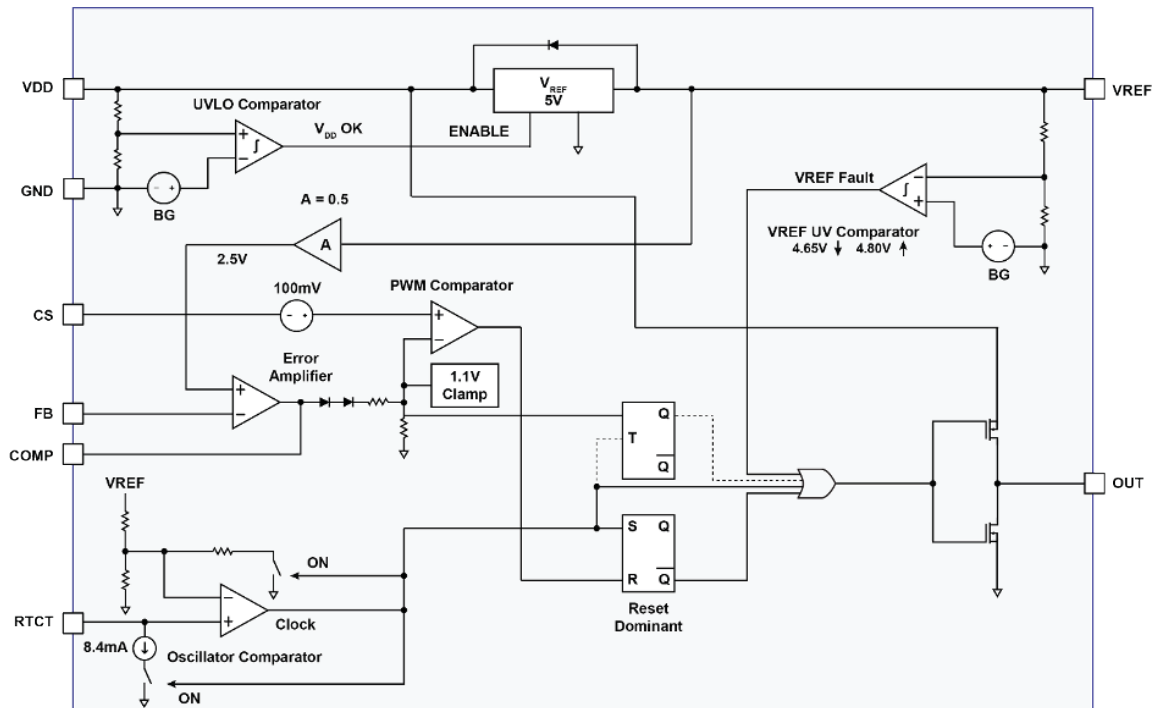 VDD
V_REF
5V
VREF
UVLO Comparator
V_DD OK
ENABLE
+
−
∫
GND
− +
BG
VREF Fault
−
+
∫
VREF UV Comparator
4.65V ↓ 4.80V ↑
+ −
BG
A = 0.5
A
2.5V
100mV
PWM Comparator
CS
− +
+
−
Error
Amplifier
1.1V
Clamp
+
−
FB
COMP
Q
T
Q̅
VREF
OUT
S Q
R Q̅
Reset
Dominant
ON
−
+
Clock
RTCT
8.4mA
Oscillator Comparator
ON